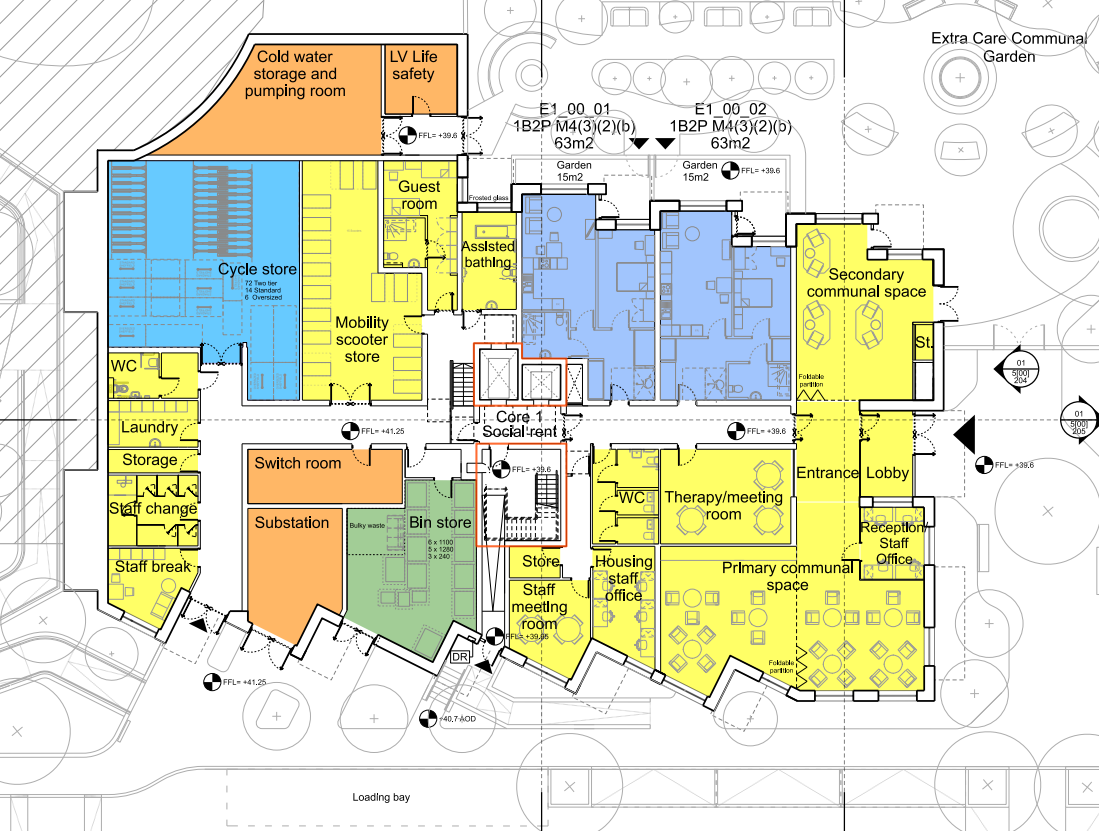 Extra Care Communal
Garden
Cold water
storage and
pumping room
LV Life
safety
FFL= +39.6
E1_00_01
1B2P M4(3)(2)(b)
63m2
E1_00_02
1B2P M4(3)(2)(b)
63m2
Garden
15m2
Garden
15m2
FFL= +39.6
Guest
room
Frosted glass
Assisted
bathing
Cycle store
72 Two tier
14 Standard
6 Oversized
Mobility
scooter
store
Secondary
communal space
St.
Foldable
partition
01
5[00]
204
01
5[00]
205
WC
Laundry
Storage
Staff change
Staff break
FFL= +41.25
Core 1
Social rent
FFL= +39.6
FFL= +39.6
FFL= +39.6
Entrance
Lobby
Switch room
Substation
Bulky waste
Bin store
6 x 1100
5 x 1280
3 x 240
WC
Therapy/meeting
room
Reception/
Staff
Office
Store
Housing
staff
office
Staff
meeting
room
Primary communal
space
Foldable
partition
DR
FFL= +41.25
+40.7 AOD
Loading bay